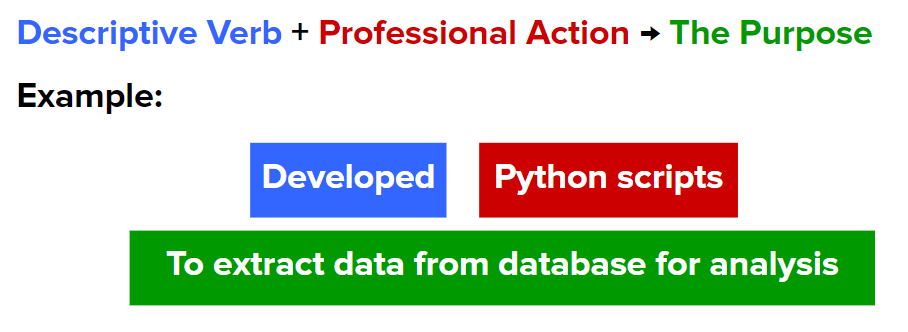 Descriptive Verb + Professional Action → The Purpose
Example:
Developed Python scripts
To extract data from database for analysis